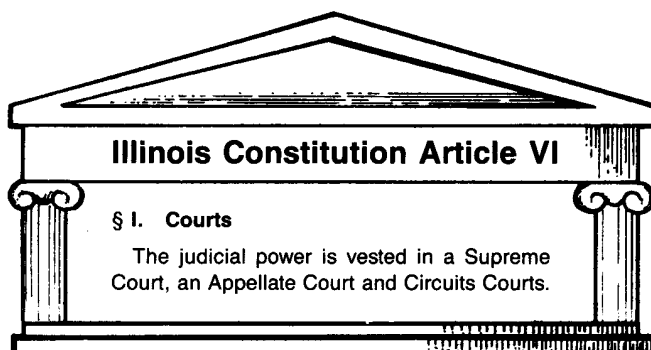 Illinois Constitution Article VI
§ I. Courts
The judicial power is vested in a Supreme
Court, an Appellate Court and Circuits Courts.